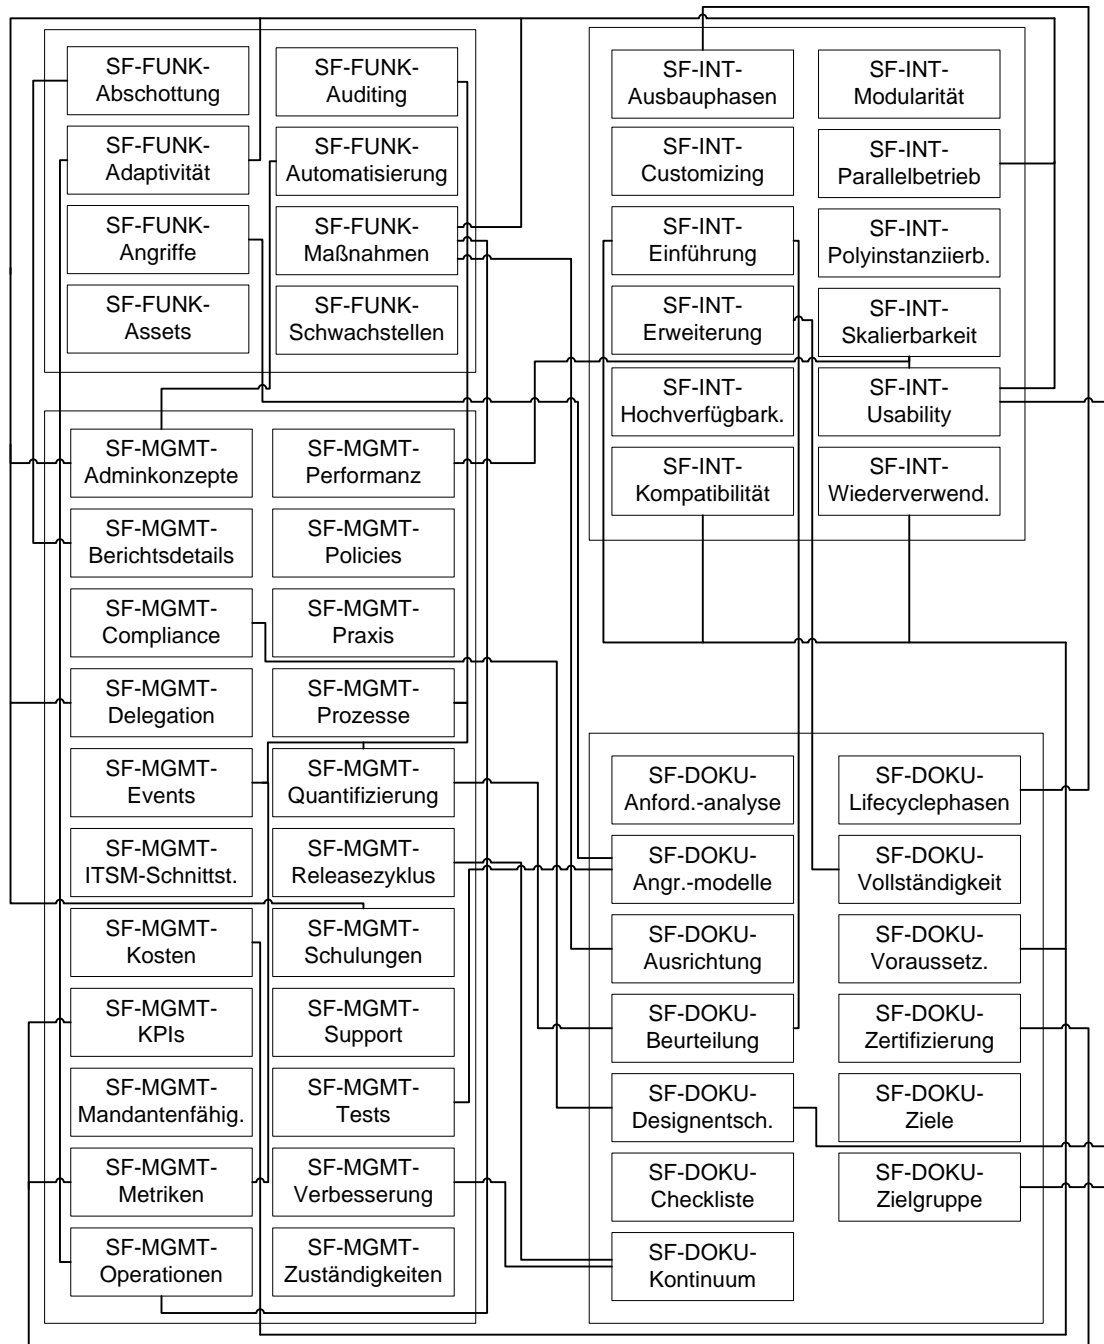 SF-FUNK-
Abschottung
SF-FUNK-
Auditing
SF-FUNK-
Adaptivität
SF-FUNK-
Automatisierung
SF-FUNK-
Angriffe
SF-FUNK-
Maßnahmen
SF-FUNK-
Assets
SF-FUNK-
Schwachstellen
SF-INT-
Ausbauphasen
SF-INT-
Modularität
SF-INT-
Customizing
SF-INT-
Parallelbetrieb
SF-INT-
Einführung
SF-INT-
Polyinstanziierb.
SF-INT-
Erweiterung
SF-INT-
Skalierbarkeit
SF-INT-
Hochverfügbark.
SF-INT-
Usability
SF-INT-
Kompatibilität
SF-INT-
Wiederverwend.
SF-MGMT-
Adminkonzepte
SF-MGMT-
Performanz
SF-MGMT-
Berichtsdetails
SF-MGMT-
Policies
SF-MGMT-
Compliance
SF-MGMT-
Praxis
SF-MGMT-
Delegation
SF-MGMT-
Prozesse
SF-MGMT-
Events
SF-MGMT-
Quantifizierung
SF-MGMT-
ITSM-Schnittst.
SF-MGMT-
Releasezyklus
SF-MGMT-
Kosten
SF-MGMT-
Schulungen
SF-MGMT-
KPIs
SF-MGMT-
Support
SF-MGMT-
Mandantenfähig.
SF-MGMT-
Tests
SF-MGMT-
Metriken
SF-MGMT-
Verbesserung
SF-MGMT-
Operationen
SF-MGMT-
Zuständigkeiten
SF-DOKU-
Anford.-analyse
SF-DOKU-
Lifecyclephasen
SF-DOKU-
Angr.-modelle
SF-DOKU-
Vollständigkeit
SF-DOKU-
Ausrichtung
SF-DOKU-
Voraussetz.
SF-DOKU-
Beurteilung
SF-DOKU-
Zertifizierung
SF-DOKU-
Designentsch.
SF-DOKU-
Ziele
SF-DOKU-
Checkliste
SF-DOKU-
Zielgruppe
SF-DOKU-
Kontinuum